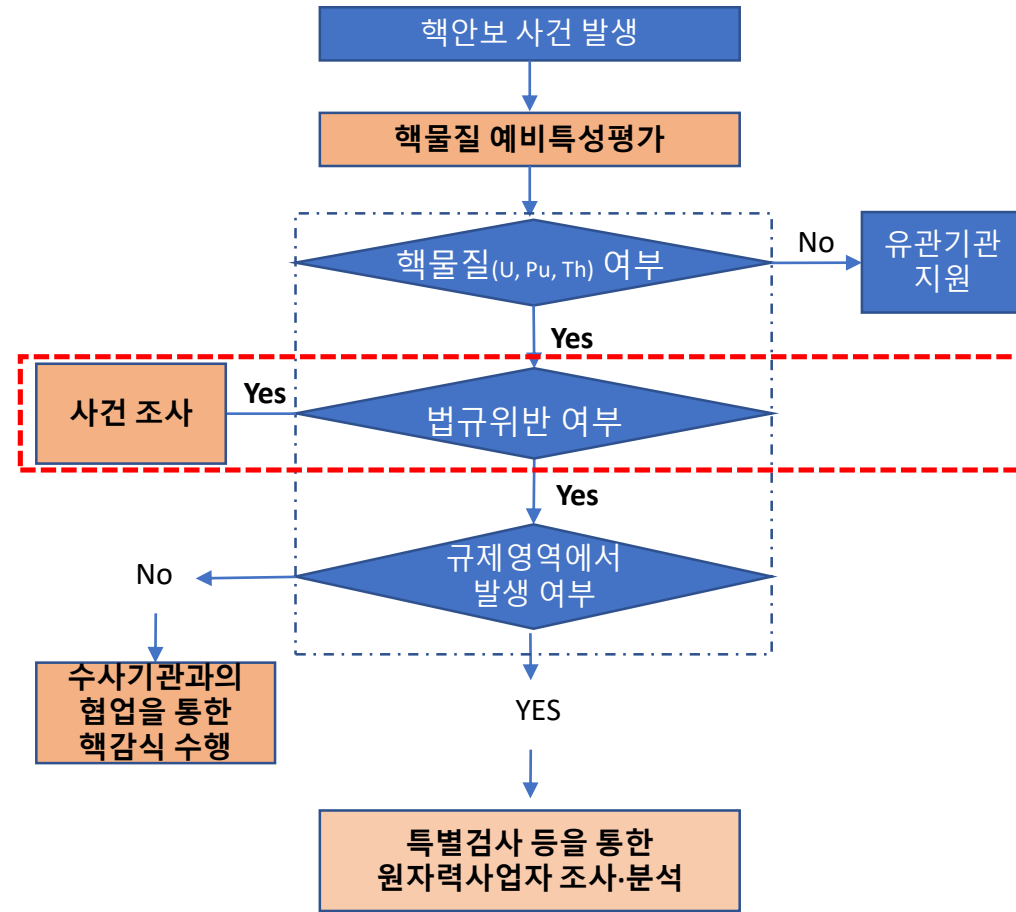 핵안보 사건 발생
핵물질 예비특성평가
핵물질(U, Pu, Th) 여부
No
유관기관
지원
Yes
사건 조사
Yes
법규위반 여부
Yes
규제영역에서
발생 여부
No
수사기관과의
협업을 통한
핵감식 수행
YES
특별검사 등을 통한
원자력사업자 조사·분석